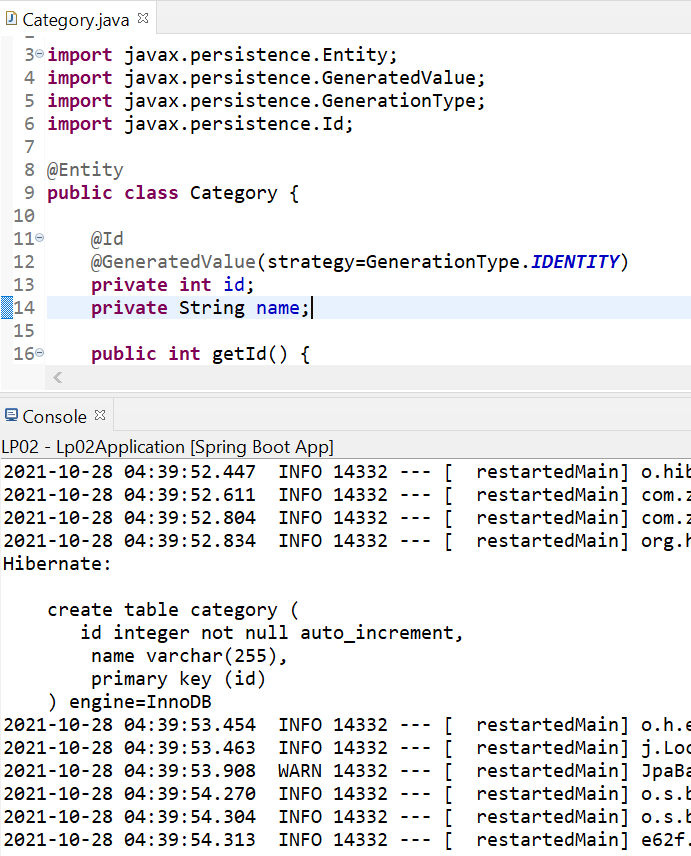 Category.java
3 import javax.persistence.Entity;
4 import javax.persistence.GeneratedValue;
5 import javax.persistence.GenerationType;
6 import javax.persistence.Id;
7
8 @Entity
9 public class Category {
10
11     @Id
12     @GeneratedValue(strategy=GenerationType.IDENTITY)
13     private int id;
14     private String name;
15
16     public int getId() {
Console
LP02 - Lp02Application [Spring Boot App]
2021-10-28 04:39:52.447  INFO 14332 --- [  restartedMain] o.hib
2021-10-28 04:39:52.611  INFO 14332 --- [  restartedMain] com.z
2021-10-28 04:39:52.804  INFO 14332 --- [  restartedMain] com.z
2021-10-28 04:39:52.834  INFO 14332 --- [  restartedMain] org.h
Hibernate:
    create table category (
       id integer not null auto_increment,
        name varchar(255),
        primary key (id)
    ) engine=InnoDB
2021-10-28 04:39:53.454  INFO 14332 --- [  restartedMain] o.h.e
2021-10-28 04:39:53.463  INFO 14332 --- [  restartedMain] j.Loc
2021-10-28 04:39:53.908  WARN 14332 --- [  restartedMain] JpaBa
2021-10-28 04:39:54.270  INFO 14332 --- [  restartedMain] o.s.b
2021-10-28 04:39:54.304  INFO 14332 --- [  restartedMain] o.s.b
2021-10-28 04:39:54.313  INFO 14332 --- [  restartedMain] e62f.